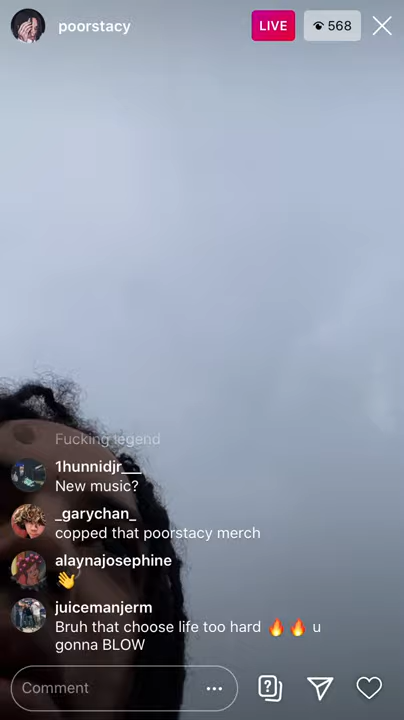 poorstacy
LIVE
568
Fucking legend
1hunnidjr___
New music?
_garychan_
copped that poorstacy merch
alaynajosephine
👋
juicemanjerm
Bruh that choose life too hard 🔥🔥 u
gonna BLOW
Comment